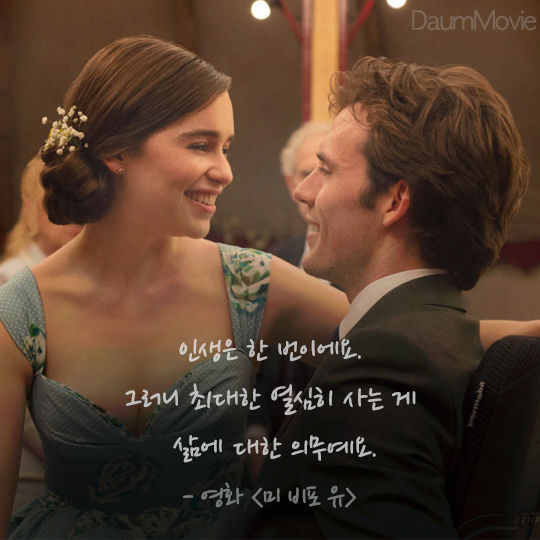 DaumMovie
인생은 한 번이에요.
그러니 최대한 열심히 사는 게
삶에 대한 의무예요.
- 영화 <미 비포 유>
permobil